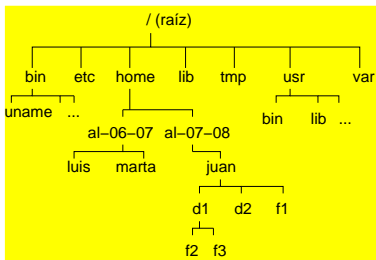 / (raíz)
bin etc home lib tmp usr var
uname ... bin lib ...
al–06–07 al–07–08
luis marta juan
d1 d2 f1
f2 f3